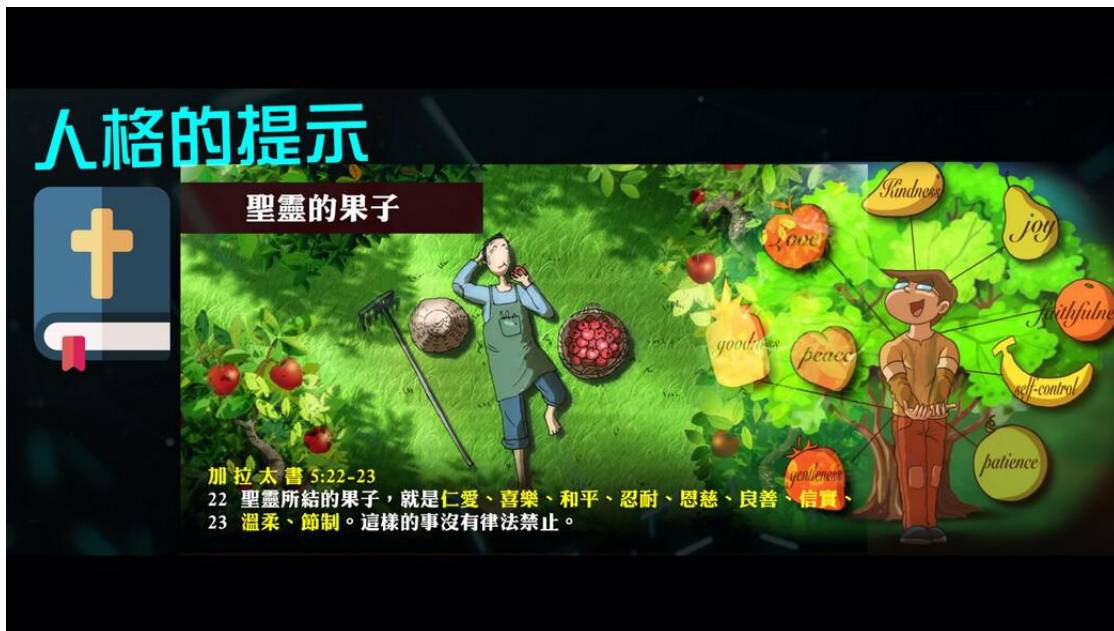 人格的提示
聖靈的果子
Kindness
joy
love
faithfulne
goodness
peace
self-control
patience
gentleness
加拉太書 5:22-23
22 聖靈所結的果子，就是仁愛、喜樂、和平、忍耐、恩慈、良善、信實、
23 溫柔、節制。這樣的事沒有律法禁止。